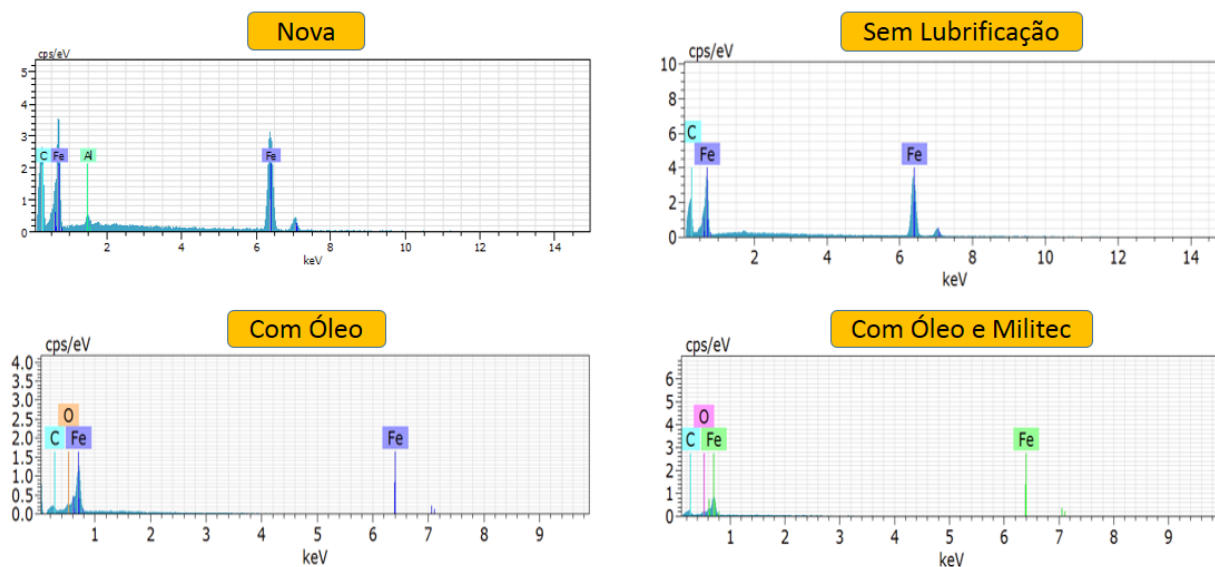 Nova
cps/eV
5
4
3
2
1
0
C Fe Al Fe
2 4 6 8 10 12 14
keV
Sem Lubrificação
cps/eV
10
8
6
4
2
0
C
Fe Fe
2 4 6 8 10 12 14
keV
Com Óleo
cps/eV
4.0
3.5
3.0
2.5
2.0
1.5
1.0
0.5
0.0
O
C Fe Fe
1 2 3 4 5 6 7 8 9
keV
Com Óleo e Militec
cps/eV
6
5
4
3
2
1
0
O
C Fe Fe
1 2 3 4 5 6 7 8 9
keV